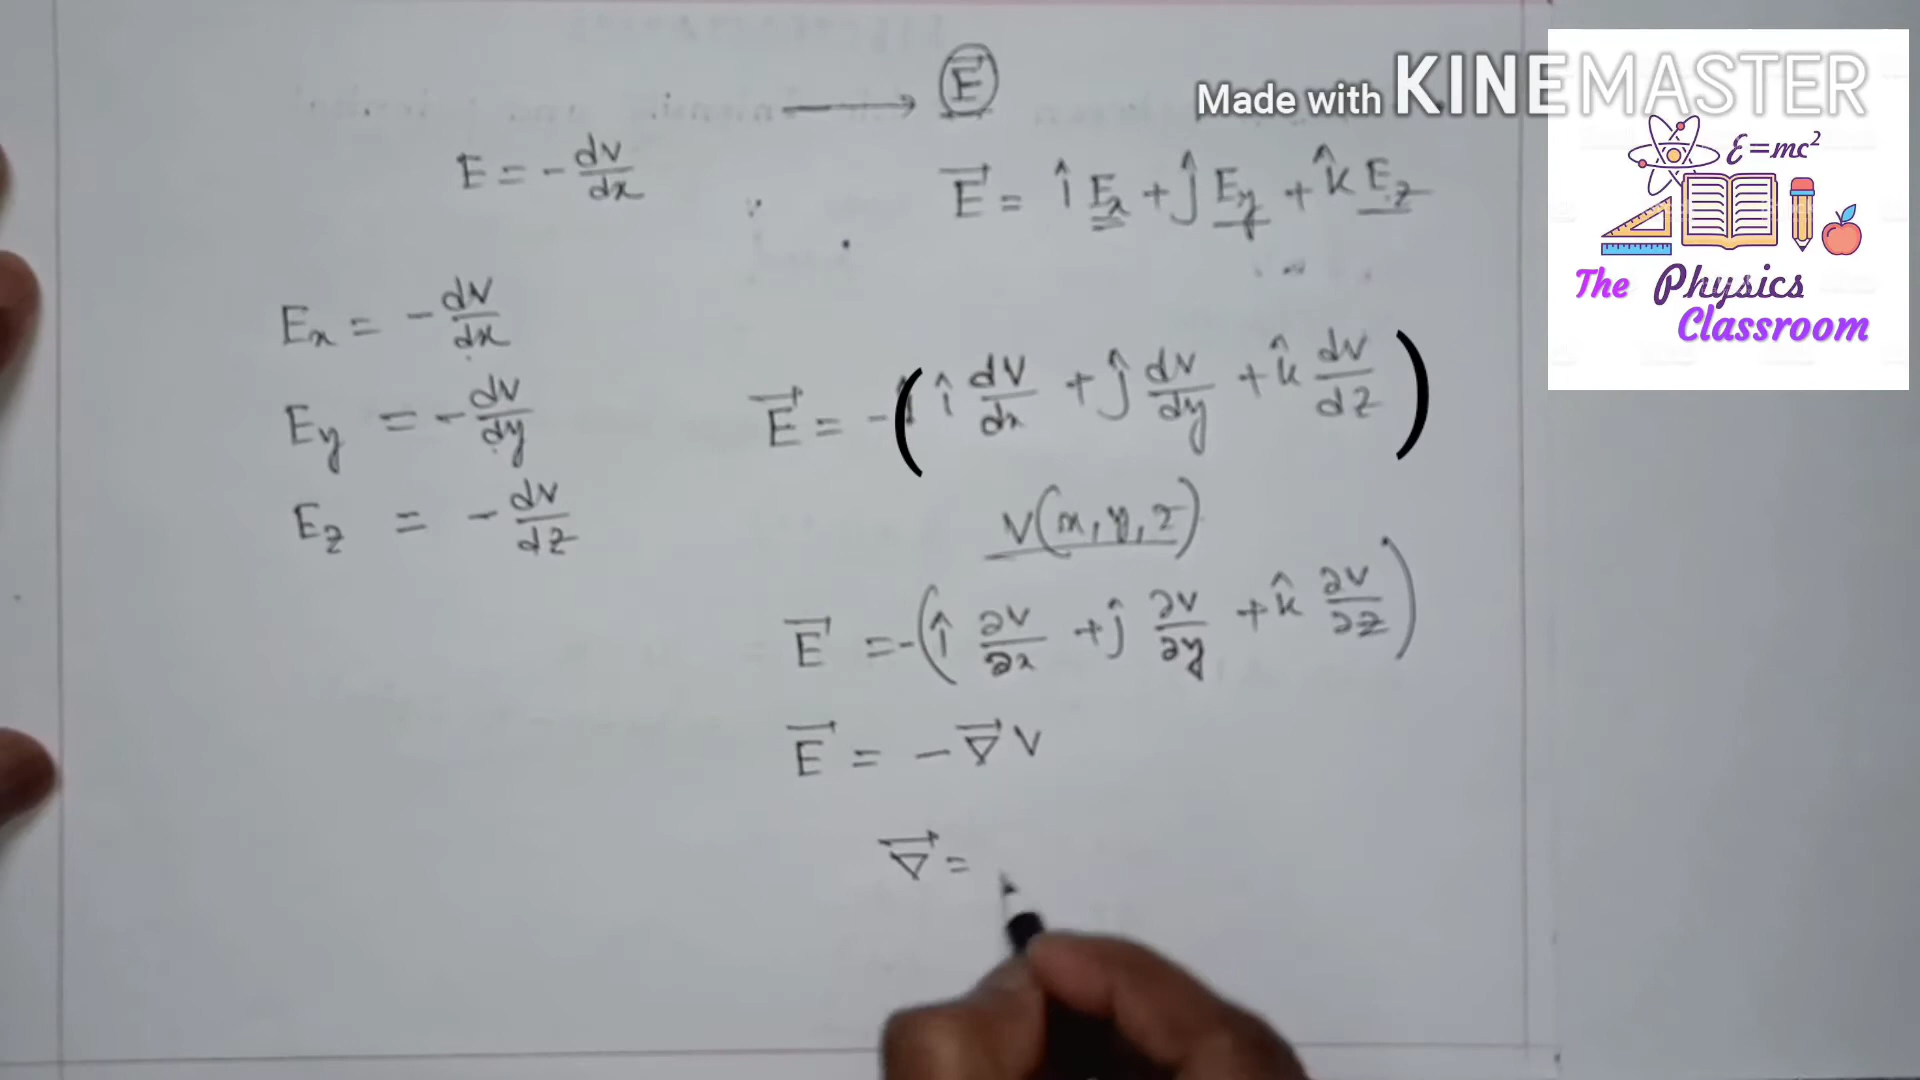 E⃗
Made with KINEMASTER
E = - dV/dx
E⃗ = î Ex + ĵ Ey + k̂ Ez
Ɛ=mc²
The Physics
Classroom
Ex = - dV/dx
Ey = - dV/dy
Ez = - dV/dz
E⃗ = - ( î dV/dx + ĵ dV/dy + k̂ dV/dz )
V(x, y, z)
E⃗ = - ( î ∂V/∂x + ĵ ∂V/∂y + k̂ ∂V/∂z )
E⃗ = - ∇⃗ V
∇⃗ =